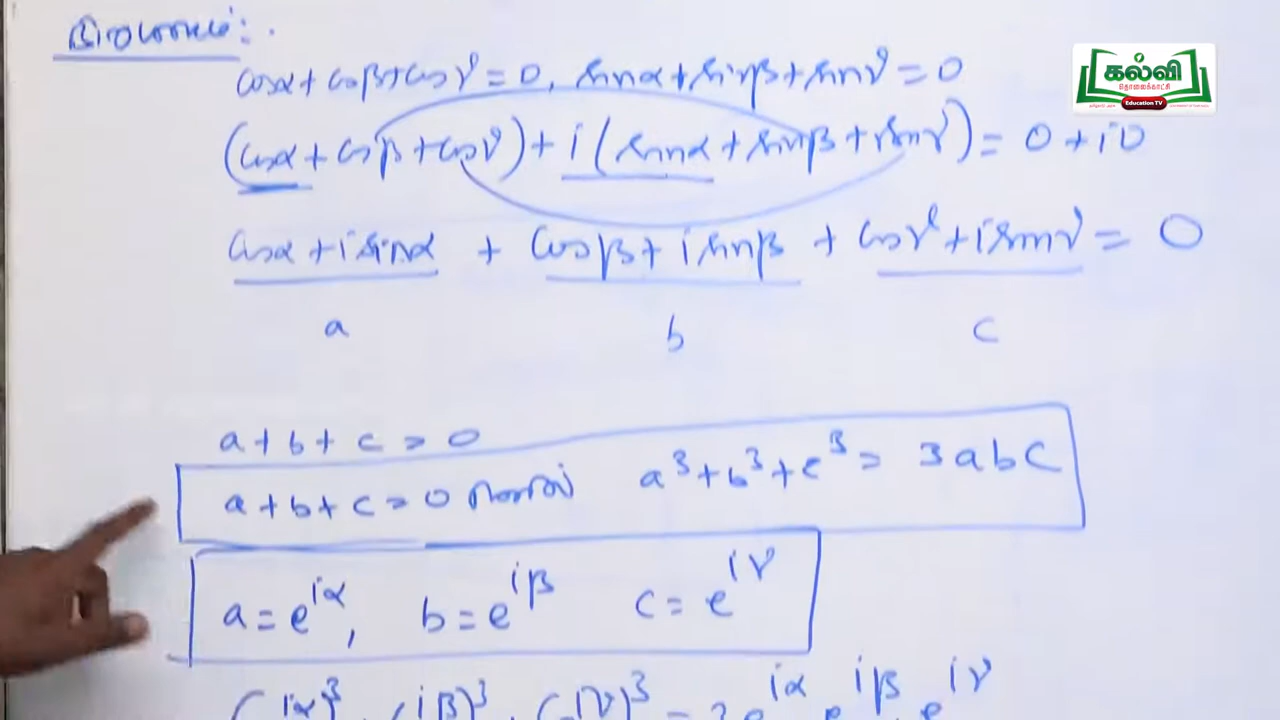 நிரூபணம்:
கல்வி
தொலைக்காட்சி
Education TV
cosα + cosβ + cosγ = 0, sinα + sinβ + sinγ = 0
(cosα + cosβ + cosγ) + i (sinα + sinβ + sinγ) = 0 + i0
cosα + i sinα + cosβ + i sinβ + cosγ + i sinγ = 0
a b c
a + b + c = 0
a + b + c = 0 எனில் a³ + b³ + c³ = 3abc
a = e^{iα}, b = e^{iβ} c = e^{iγ}